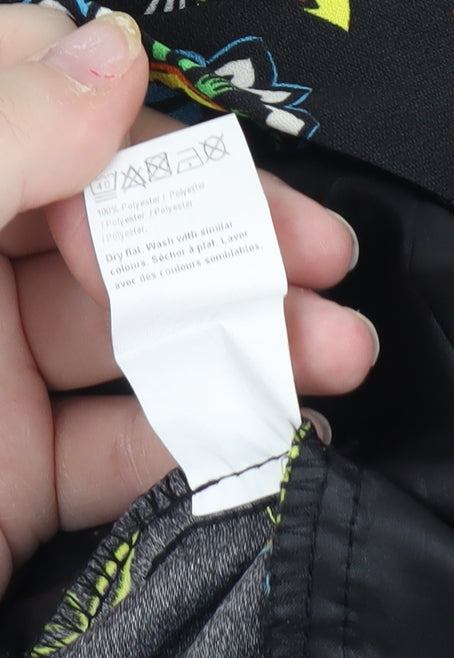 40
100% Polyester / Polyester
/ Polyester / Polyester
/ Polyester.
Dry flat. Wash with similar
colours. Sécher à plat. Laver
avec des couleurs semblables.